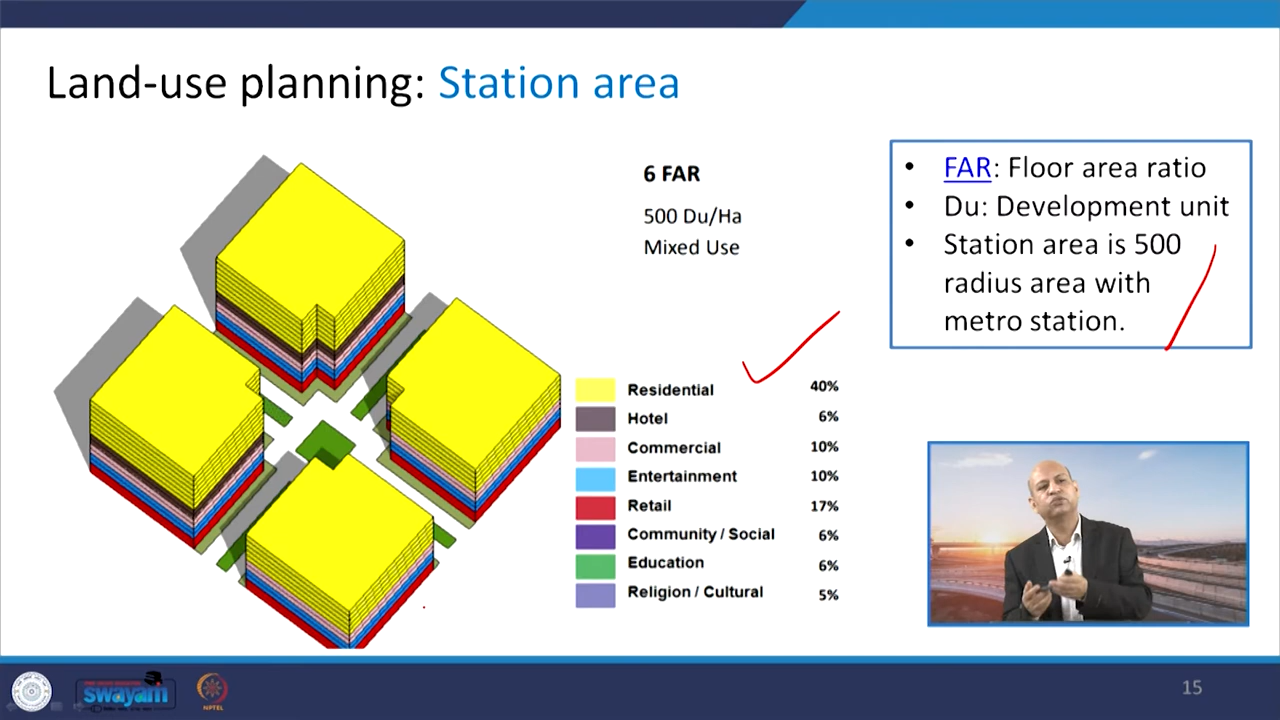 Land-use planning: Station area
6 FAR
500 Du/Ha
Mixed Use
• FAR: Floor area ratio
• Du: Development unit
• Station area is 500
radius area with
metro station.
Residential 40%
Hotel 6%
Commercial 10%
Entertainment 10%
Retail 17%
Community / Social 6%
Education 6%
Religion / Cultural 5%
swayam
NPTEL
15